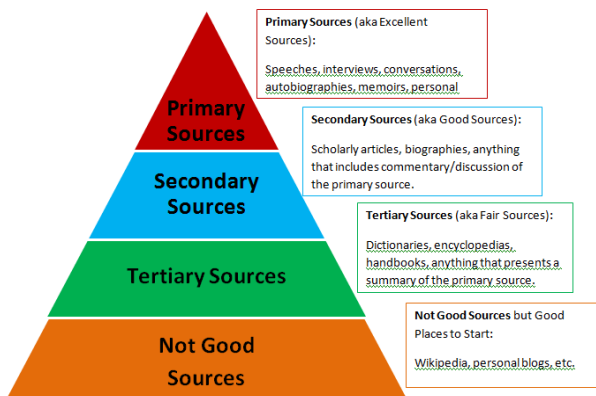 Primary Sources (aka Excellent
Sources):
Speeches, interviews, conversations,
autobiographies, memoirs, personal
Primary
Sources
Secondary Sources (aka Good Sources):
Scholarly articles, biographies, anything
that includes commentary/discussion of
the primary source.
Secondary
Sources
Tertiary Sources (aka Fair Sources):
Dictionaries, encyclopedias,
handbooks, anything that presents a
summary of the primary source.
Tertiary Sources
Not Good Sources but Good
Places to Start:
Wikipedia, personal blogs, etc.
Not Good
Sources